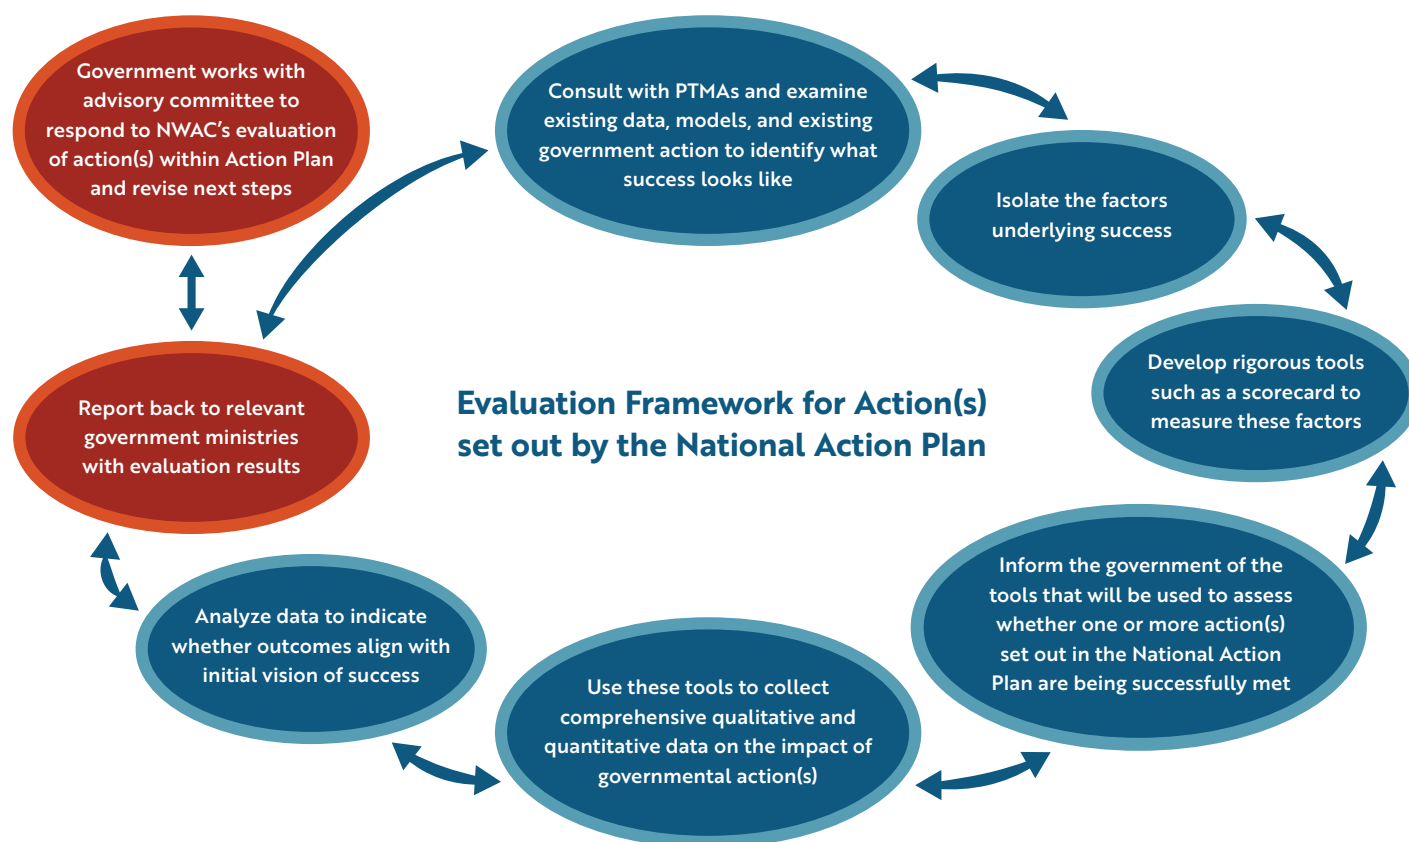 Government works with
advisory committee to
respond to NWAC’s evaluation
of action(s) within Action Plan
and revise next steps
Consult with PTMAs and examine
existing data, models, and existing
government action to identify what
success looks like
Isolate the factors
underlying success
Develop rigorous tools
such as a scorecard to
measure these factors
Evaluation Framework for Action(s)
set out by the National Action Plan
Report back to relevant
government ministries
with evaluation results
Inform the government of the
tools that will be used to assess
whether one or more action(s)
set out in the National Action
Plan are being successfully met
Analyze data to indicate
whether outcomes align with
initial vision of success
Use these tools to collect
comprehensive qualitative and
quantitative data on the impact of
governmental action(s)